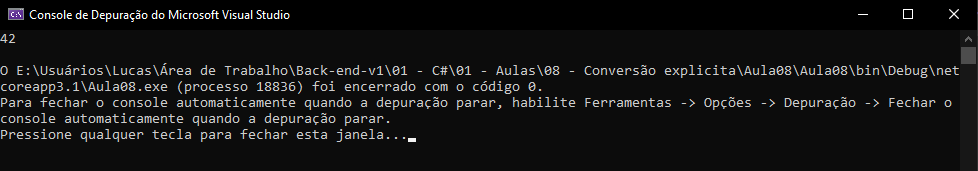 Console de Depuração do Microsoft Visual Studio
42
O E:\Usuários\Lucas\Área de Trabalho\Back-end-v1\01 - C#\01 - Aulas\08 - Conversão explicita\Aula08\Aula08\bin\Debug\net
coreapp3.1\Aula08.exe (processo 18836) foi encerrado com o código 0.
Para fechar o console automaticamente quando a depuração parar, habilite Ferramentas -> Opções -> Depuração -> Fechar o
console automaticamente quando a depuração parar.
Pressione qualquer tecla para fechar esta janela...